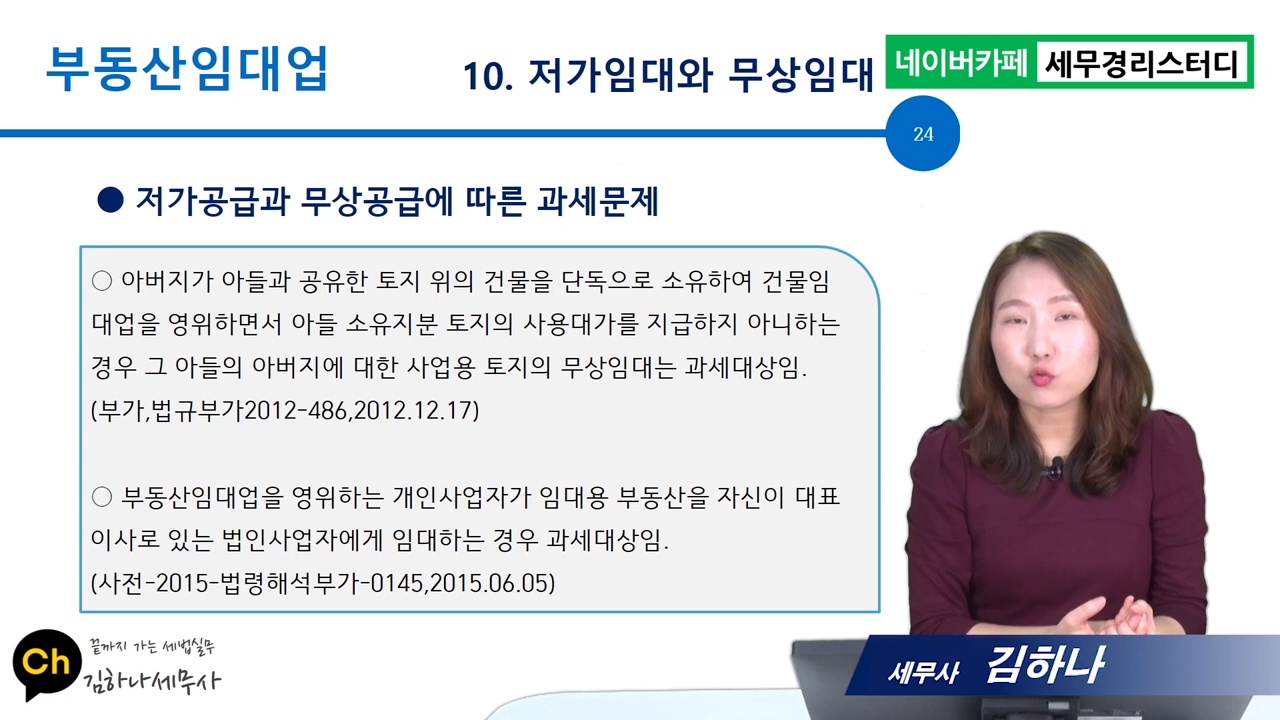 부동산임대업
10. 저가임대와 무상임대
네이버카페 세무경리스터디
24
● 저가공급과 무상공급에 따른 과세문제
○ 아버지가 아들과 공유한 토지 위의 건물을 단독으로 소유하여 건물임
대업을 영위하면서 아들 소유지분 토지의 사용대가를 지급하지 아니하는
경우 그 아들의 아버지에 대한 사업용 토지의 무상임대는 과세대상임.
(부가,법규부가2012-486,2012.12.17)
○ 부동산임대업을 영위하는 개인사업자가 임대용 부동산을 자신이 대표
이사로 있는 법인사업자에게 임대하는 경우 과세대상임.
(사전-2015-법령해석부가-0145,2015.06.05)
Ch
끝까지 가는 세법실무
김하나세무사
세무사 김하나